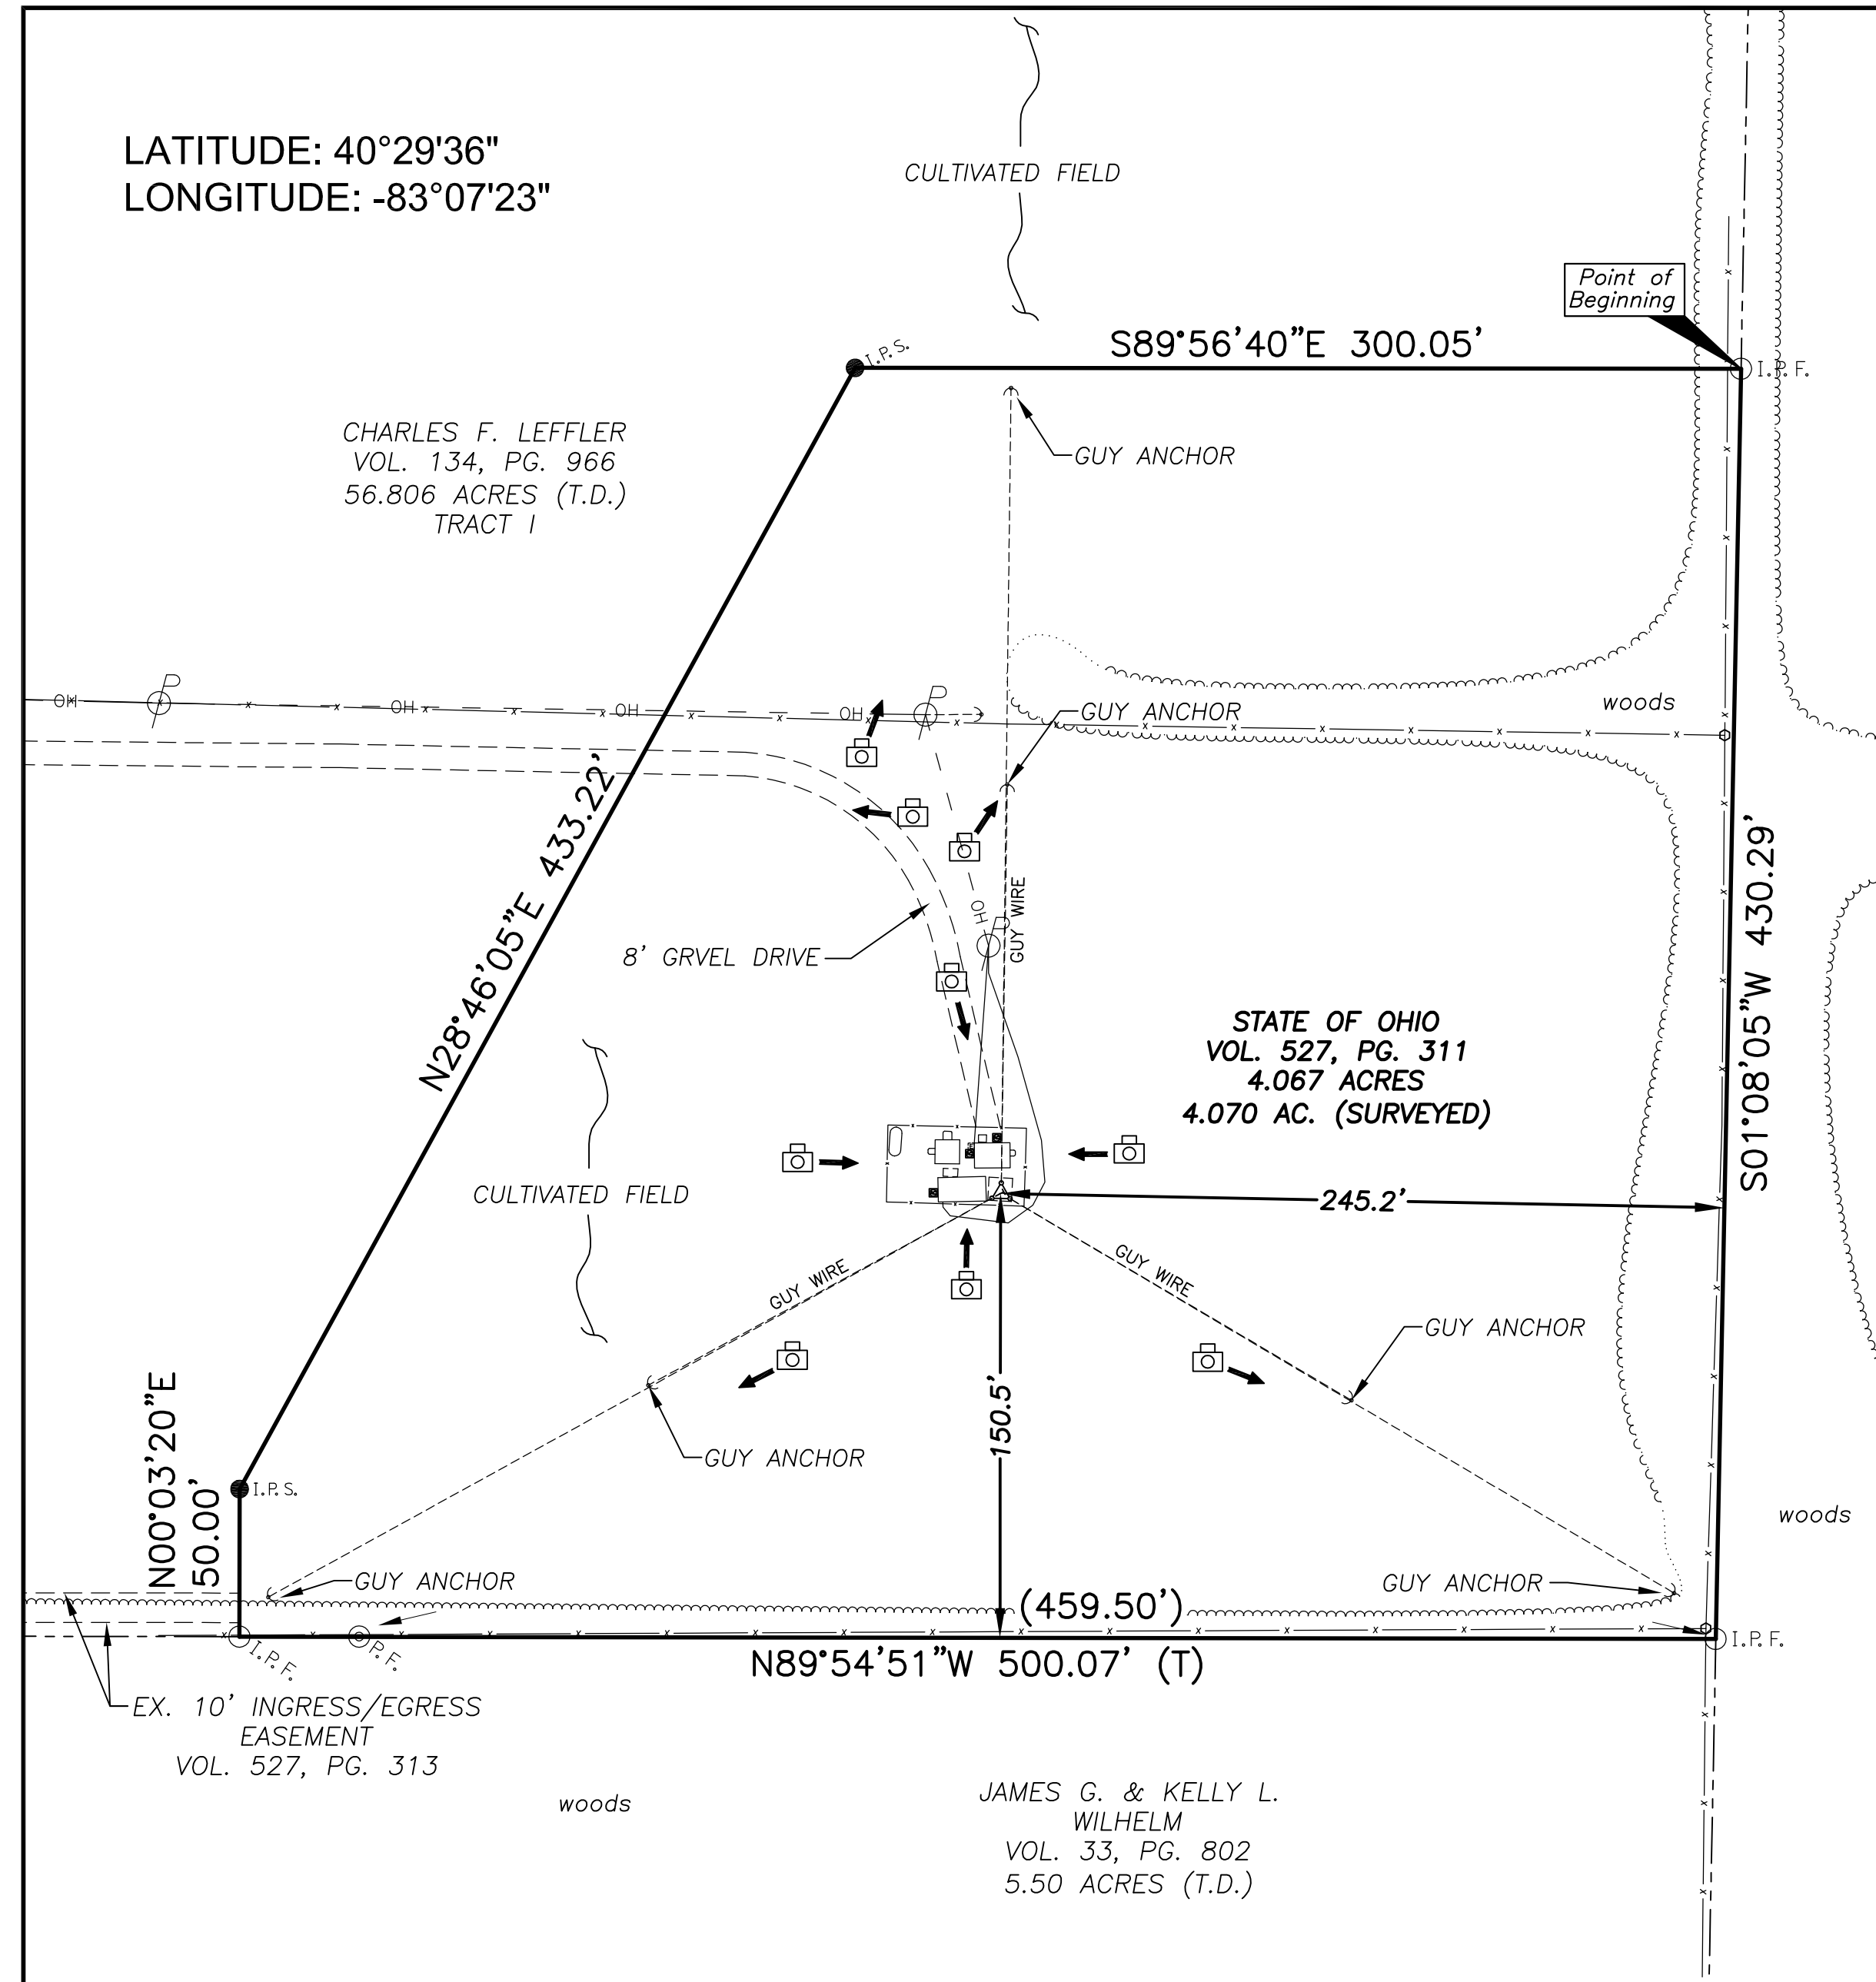 LATITUDE: 40°29'36"
LONGITUDE: -83°07'23"
CULTIVATED FIELD
Point of
Beginning
S89°56'40"E 300.05'
I.P.S.
I.P.F.
CHARLES F. LEFFLER
VOL. 134, PG. 966
56.806 ACRES (T.D.)
TRACT I
GUY ANCHOR
woods
OH
OH
OH
OH
GUY ANCHOR
N28°46'05"E 433.22'
8' GRVEL DRIVE
OH
GUY WIRE
S01°08'05"W 430.29'
STATE OF OHIO
VOL. 527, PG. 311
4.067 ACRES
4.070 AC. (SURVEYED)
CULTIVATED FIELD
245.2'
GUY WIRE
GUY WIRE
GUY ANCHOR
150.5'
GUY ANCHOR
N00°03'20"E
50.00'
I.P.S.
woods
GUY ANCHOR
GUY ANCHOR
(459.50')
I.P.F.
P.F.
N89°54'51"W 500.07' (T)
I.P.F.
EX. 10' INGRESS/EGRESS
EASEMENT
VOL. 527, PG. 313
woods
JAMES G. & KELLY L.
WILHELM
VOL. 33, PG. 802
5.50 ACRES (T.D.)